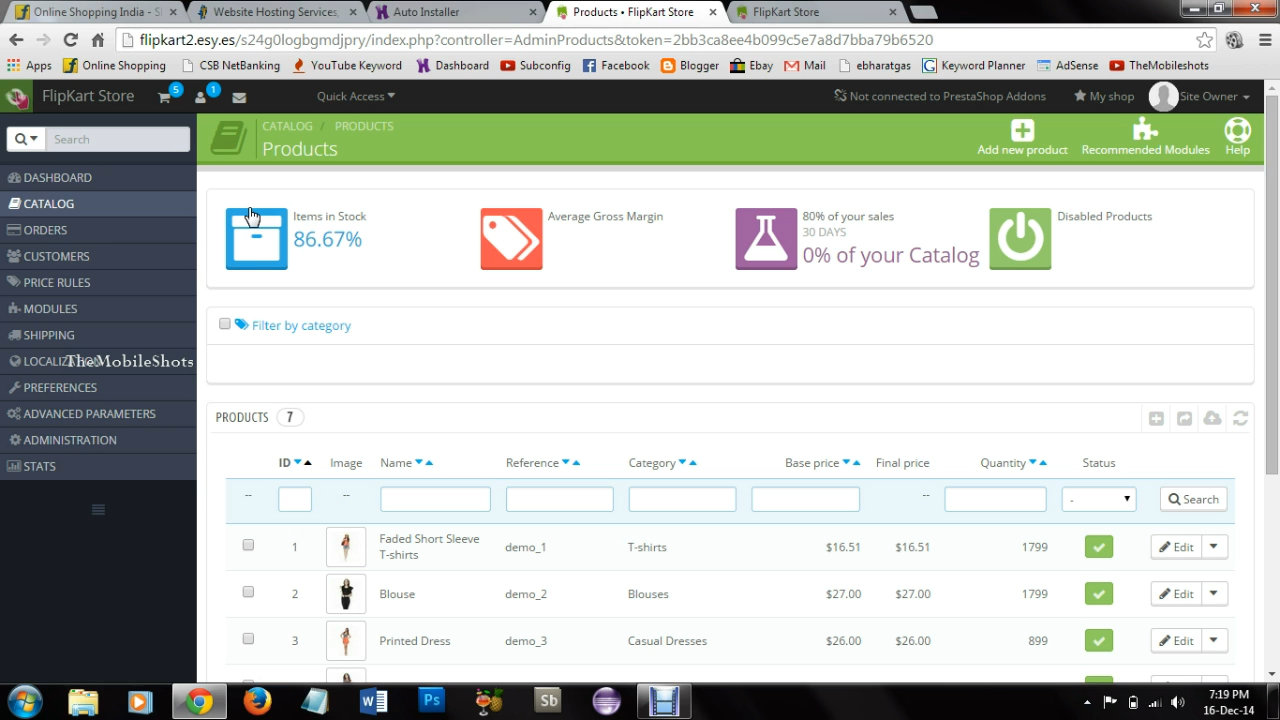 Online Shopping India - S
Website Hosting Services,
Auto Installer
Products • FlipKart Store
FlipKart Store
flipkart2.esy.es/s24g0logbgmdjpry/index.php?controller=AdminProducts&token=2bb3ca8ee4b099c5e7a8d7bba79b6520
Apps
Online Shopping
CSB NetBanking
YouTube Keyword
Dashboard
Subconfig
Facebook
Blogger
Ebay
Mail
ebharatgas
Keyword Planner
AdSense
TheMobileshots
FlipKart Store
5
1
Quick Access
Not connected to PrestaShop Addons
My shop
Site Owner
Search
CATALOG / PRODUCTS
Products
Add new product
Recommended Modules
Help
DASHBOARD
CATALOG
ORDERS
CUSTOMERS
PRICE RULES
MODULES
SHIPPING
LOCALIZATION
TheMobileShots
PREFERENCES
ADVANCED PARAMETERS
ADMINISTRATION
STATS
Items in Stock
86.67%
Average Gross Margin
80% of your sales
30 DAYS
0% of your Catalog
Disabled Products
Filter by category
PRODUCTS 7
ID Image Name Reference Category Base price Final price Quantity Status
-- -- -- - Search
1 Faded Short Sleeve T-shirts demo_1 T-shirts $16.51 $16.51 1799 Edit
2 Blouse demo_2 Blouses $27.00 $27.00 1799 Edit
3 Printed Dress demo_3 Casual Dresses $26.00 $26.00 899 Edit
W
Ps
Sb
7:19 PM
16-Dec-14